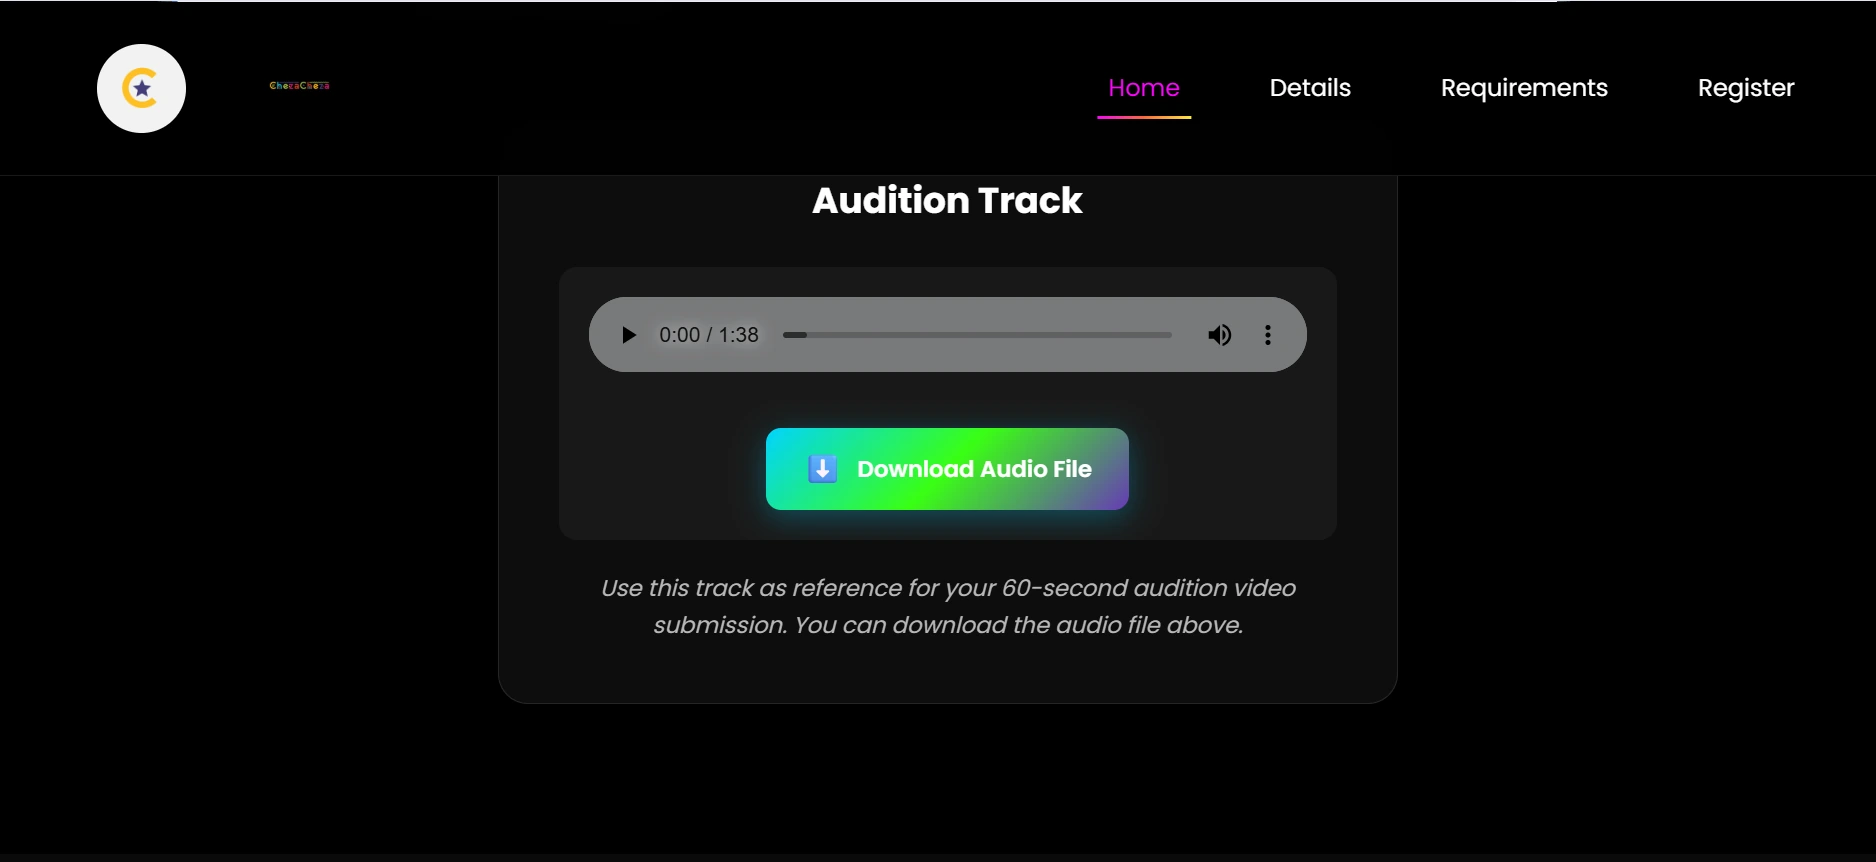 ChezaCheza
Home
Details
Requirements
Register
Audition Track
0:00 / 1:38
Download Audio File
Use this track as reference for your 60-second audition video
submission. You can download the audio file above.